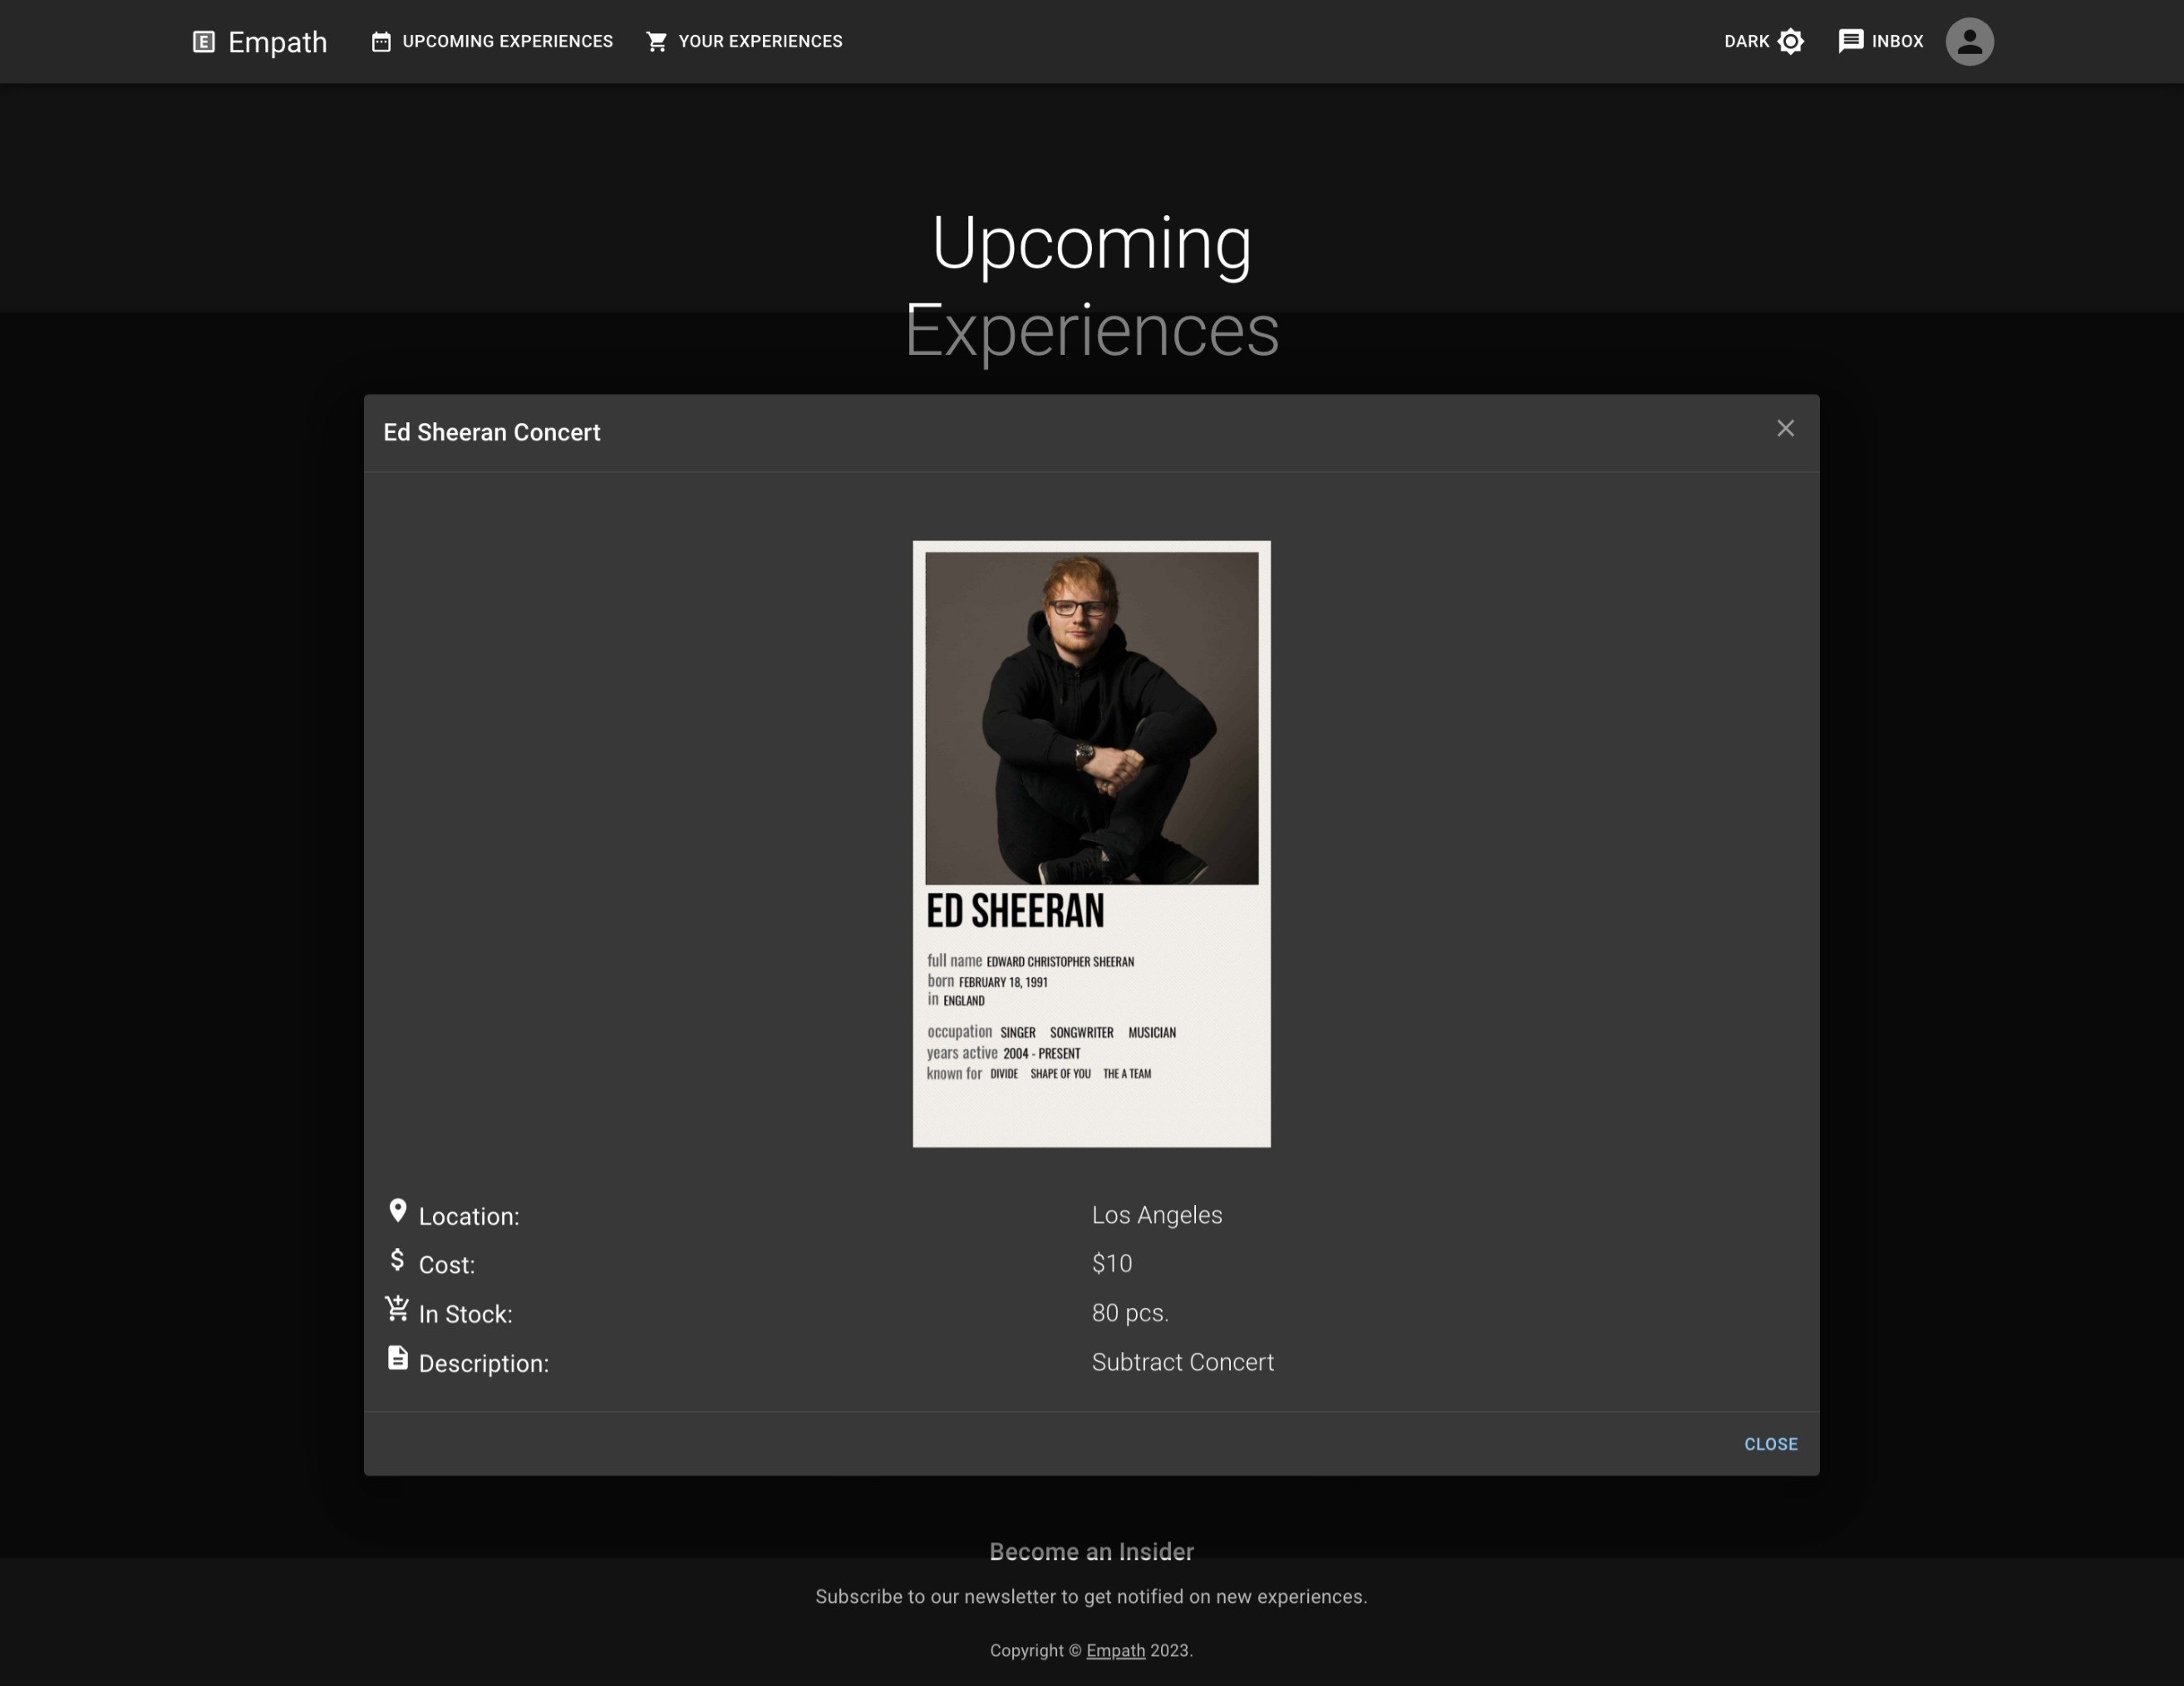 E Empath UPCOMING EXPERIENCES YOUR EXPERIENCES DARK INBOX
Upcoming
Experiences
Ed Sheeran Concert
ED SHEERAN
full name EDWARD CHRISTOPHER SHEERAN
born FEBRUARY 18, 1991
in ENGLAND
occupation SINGER SONGWRITER MUSICIAN
years active 2004 - PRESENT
known for DIVIDE SHAPE OF YOU THE A TEAM
Location: Los Angeles
Cost: $10
In Stock: 80 pcs.
Description: Subtract Concert
CLOSE
Become an Insider
Subscribe to our newsletter to get notified on new experiences.
Copyright © Empath 2023.